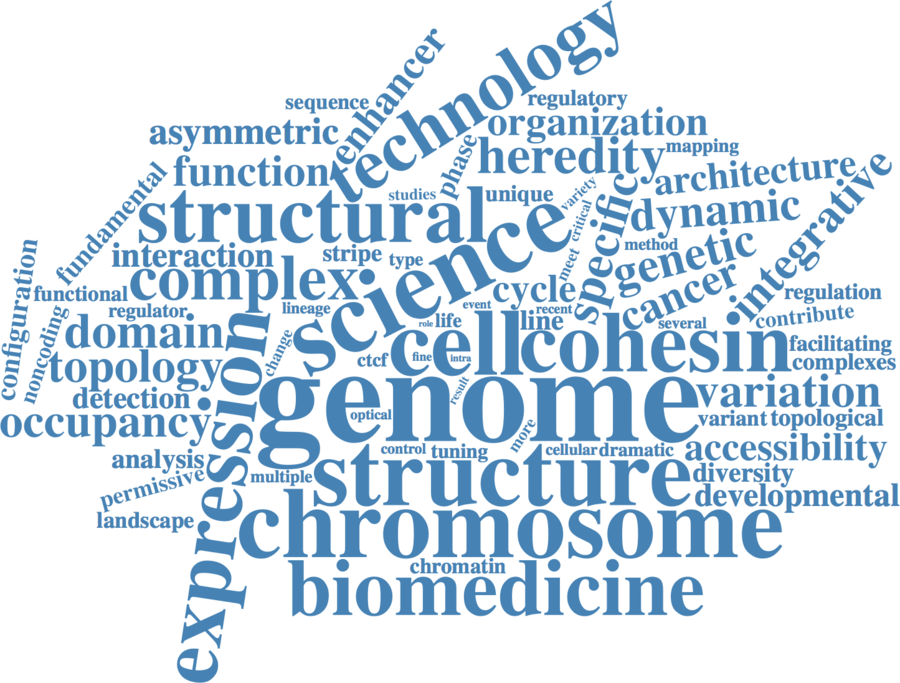 technology
enhancer
sequence
regulatory
asymmetric
organization
phase
heredity
mapping
function
architecture
fundamental
studies
unique
variety
integrative
structural
science
critical
specific
dynamic
interaction
stripe
type
meet
method
genetic
configuration
functional
complex
lineage
event
cycle
recent
cancer
regulation
noncoding
regulator
role
life
line
several
contribute
domain
change
ctcf
fine
intra
cell
cohesin
facilitating
complexes
topology
expression
result
genome
variation
detection
optical
occupancy
more
variant
topological
analysis
control
tuning
cellular
dramatic
accessibility
permissive
multiple
structure
diversity
developmental
landscape
chromosome
chromatin
biomedicine